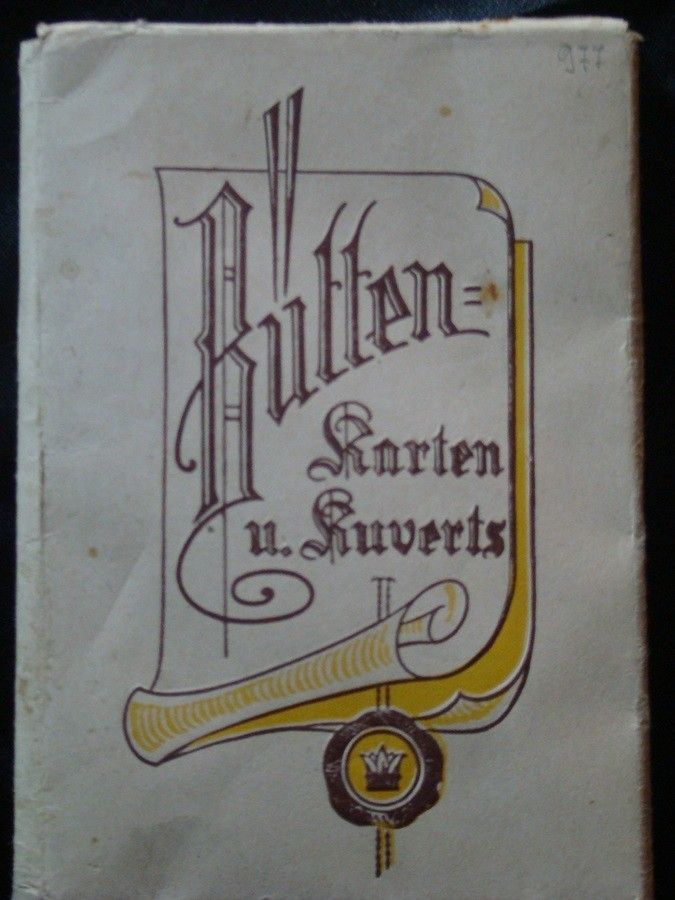 977
Bütten=
Karten
u. Kuverts